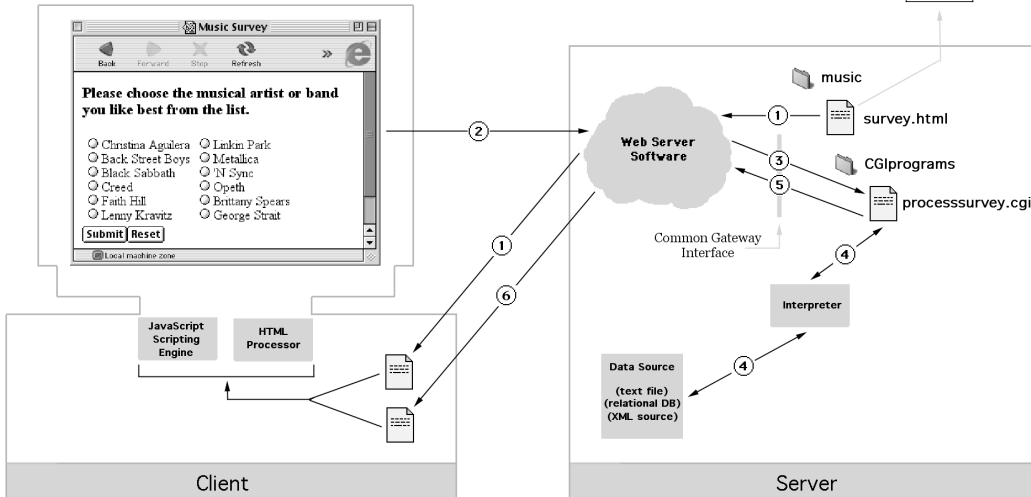 Music Survey
Back Forward Stop Refresh »
Please choose the musical artist or band
you like best from the list.
Christina Aguilera Linkin Park
Back Street Boys Metallica
Black Sabbath 'N Sync
Creed Opeth
Faith Hill Brittany Spears
Lenny Kravitz George Strait
Submit Reset
Local machine zone
JavaScript
Scripting
Engine
HTML
Processor
Client
2
1
6
Web Server
Software
music
1
survey.html
3
CGIprograms
5
processsurvey.cgi
Common Gateway
Interface
4
Interpreter
4
Data Source
(text file)
(relational DB)
(XML source)
Server